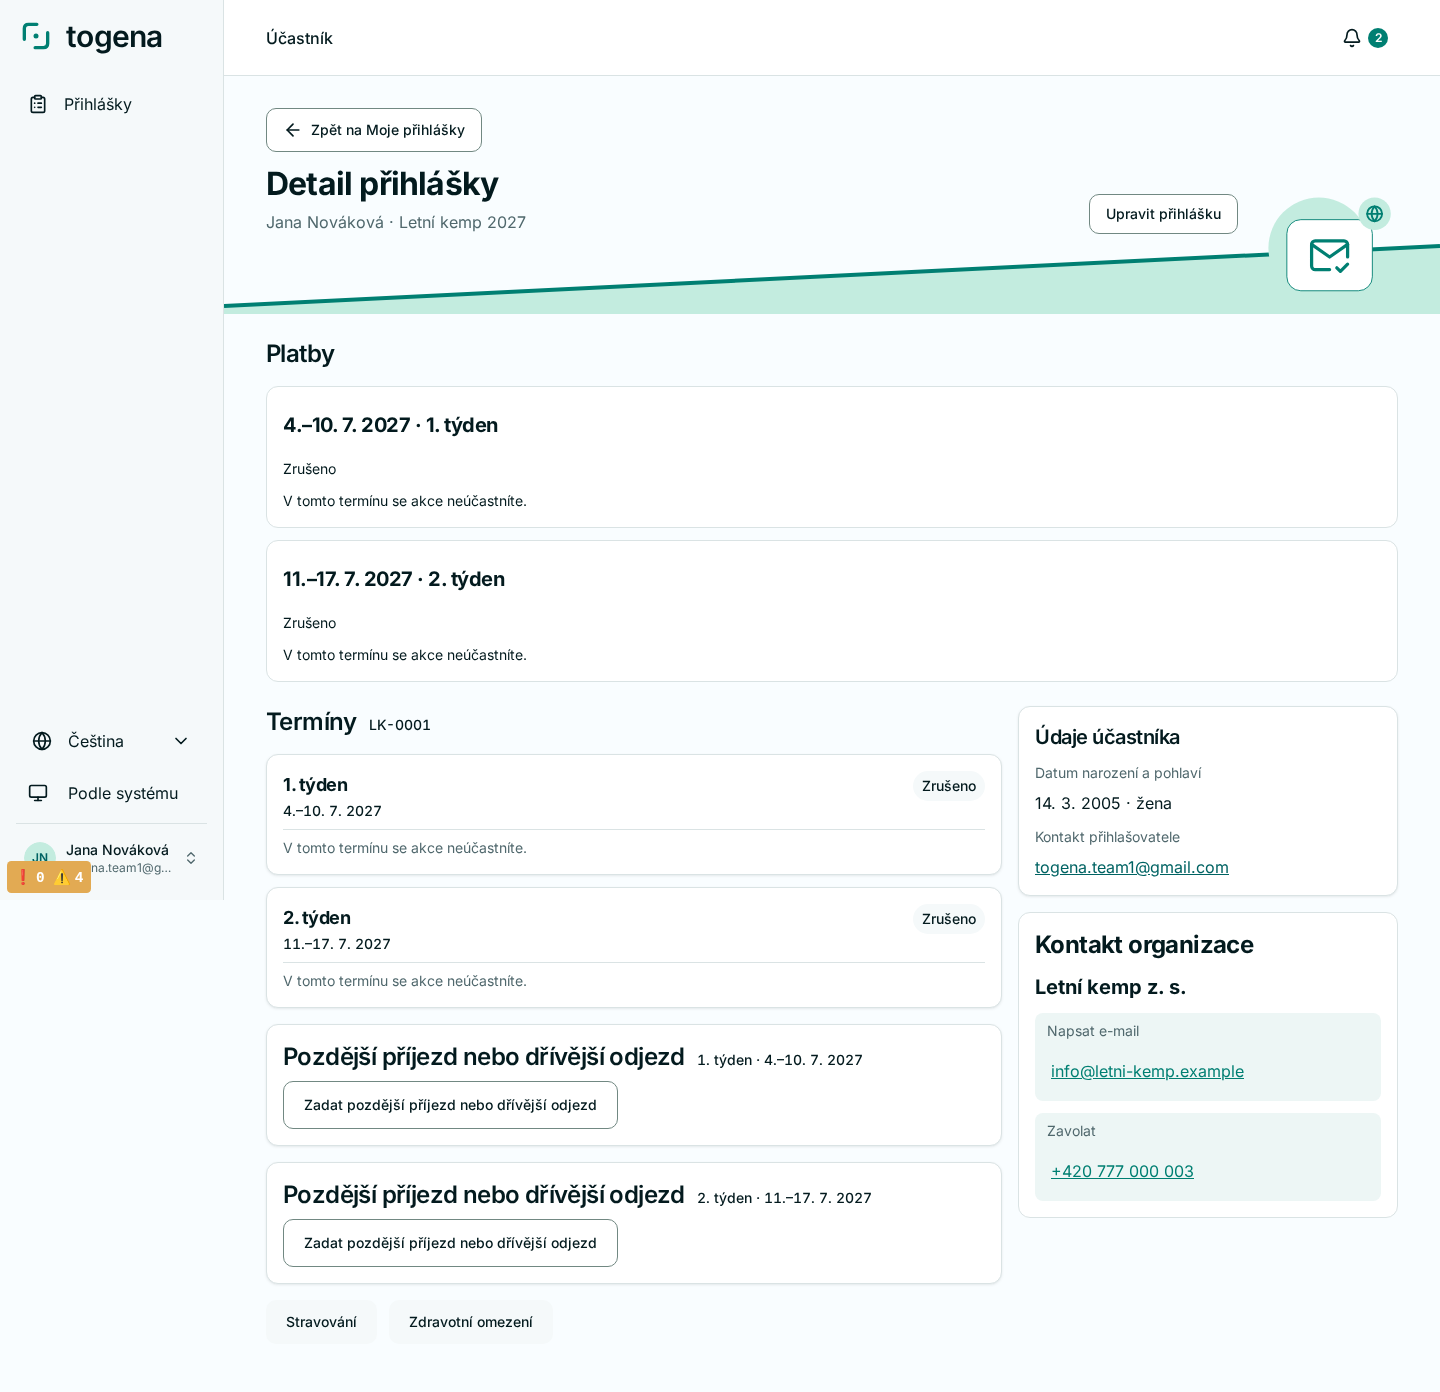 togena
Účastník
2
Přihlášky
Zpět na Moje přihlášky
Detail přihlášky
Jana Nováková · Letní kemp 2027
Upravit přihlášku
Platby
4.–10. 7. 2027 · 1. týden
Zrušeno
V tomto termínu se akce neúčastníte.
11.–17. 7. 2027 · 2. týden
Zrušeno
V tomto termínu se akce neúčastníte.
Termíny LK-0001
1. týden
Zrušeno
4.–10. 7. 2027
V tomto termínu se akce neúčastníte.
2. týden
Zrušeno
11.–17. 7. 2027
V tomto termínu se akce neúčastníte.
Pozdější příjezd nebo dřívější odjezd 1. týden · 4.–10. 7. 2027
Zadat pozdější příjezd nebo dřívější odjezd
Pozdější příjezd nebo dřívější odjezd 2. týden · 11.–17. 7. 2027
Zadat pozdější příjezd nebo dřívější odjezd
Stravování
Zdravotní omezení
Údaje účastníka
Datum narození a pohlaví
14. 3. 2005 · žena
Kontakt přihlašovatele
togena.team1@gmail.com
Kontakt organizace
Letní kemp z. s.
Napsat e-mail
info@letni-kemp.example
Zavolat
+420 777 000 003
Čeština
Podle systému
JN
Jana Nováková
na.team1@g...
0 4